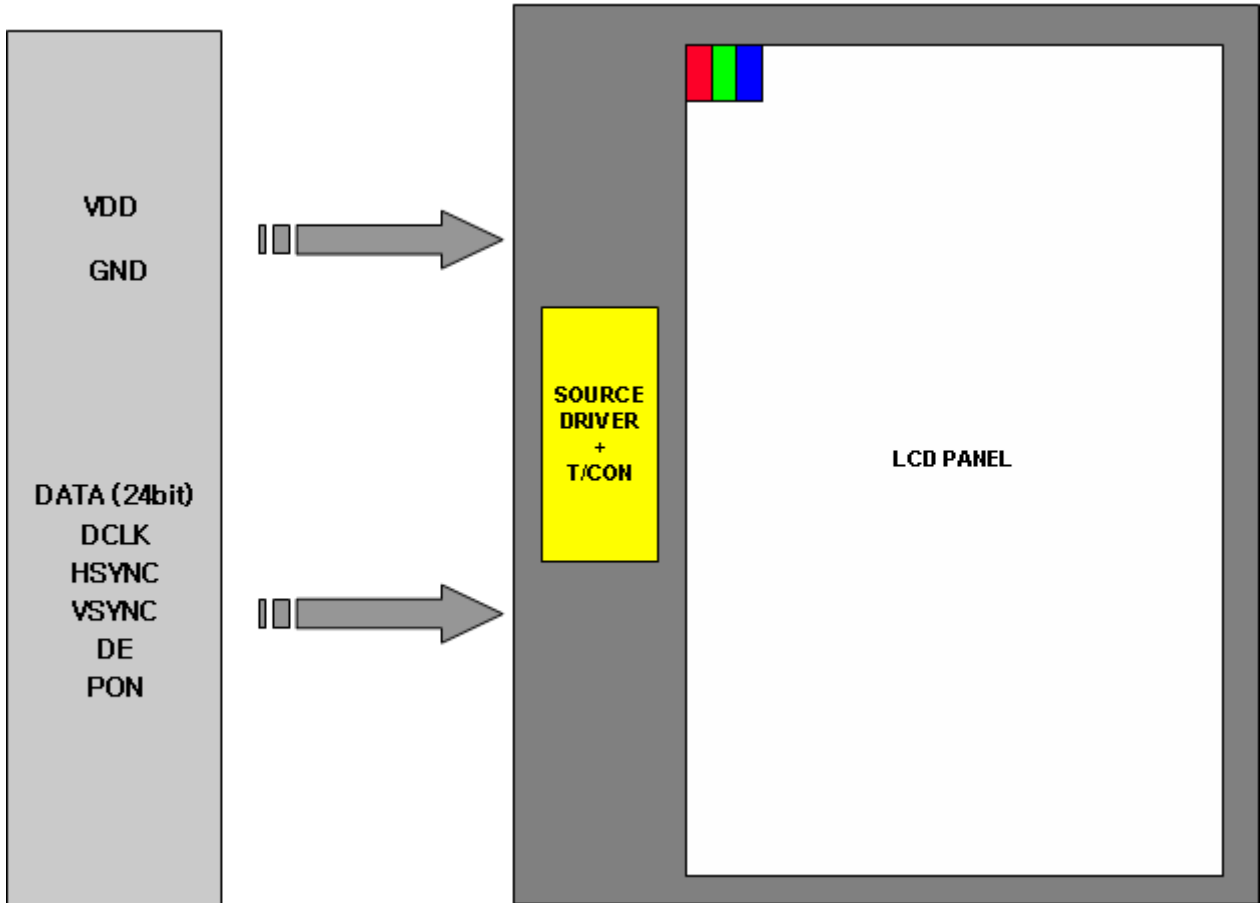 VDD
GND
DATA (24bit)
DCLK
HSYNC
VSYNC
DE
PON
SOURCE
DRIVER
+
T/CON
LCD PANEL